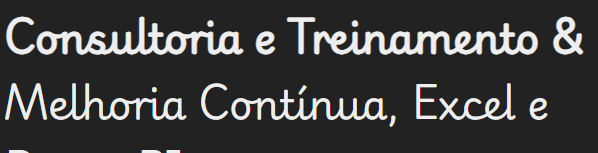 Consultoria e Treinamento &
Melhoria Contínua, Excel e